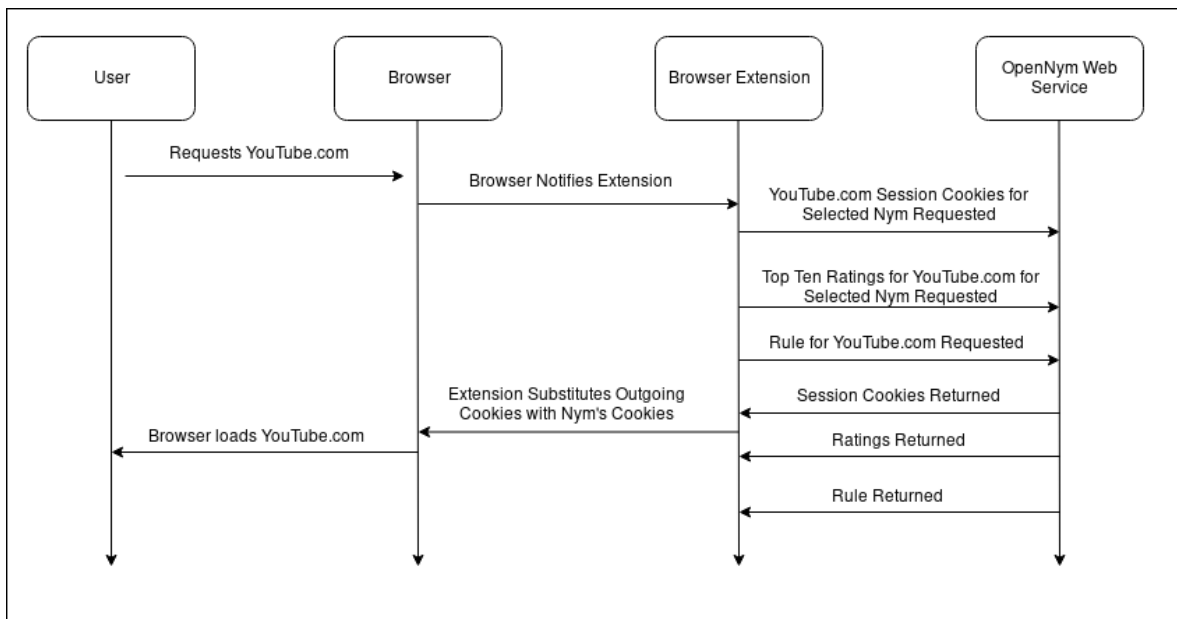 User
Browser
Browser Extension
OpenNym Web
Service
Requests YouTube.com
Browser Notifies Extension
YouTube.com Session Cookies for
Selected Nym Requested
Top Ten Ratings for YouTube.com for
Selected Nym Requested
Rule for YouTube.com Requested
Extension Substitutes Outgoing
Cookies with Nym's Cookies
Session Cookies Returned
Browser loads YouTube.com
Ratings Returned
Rule Returned